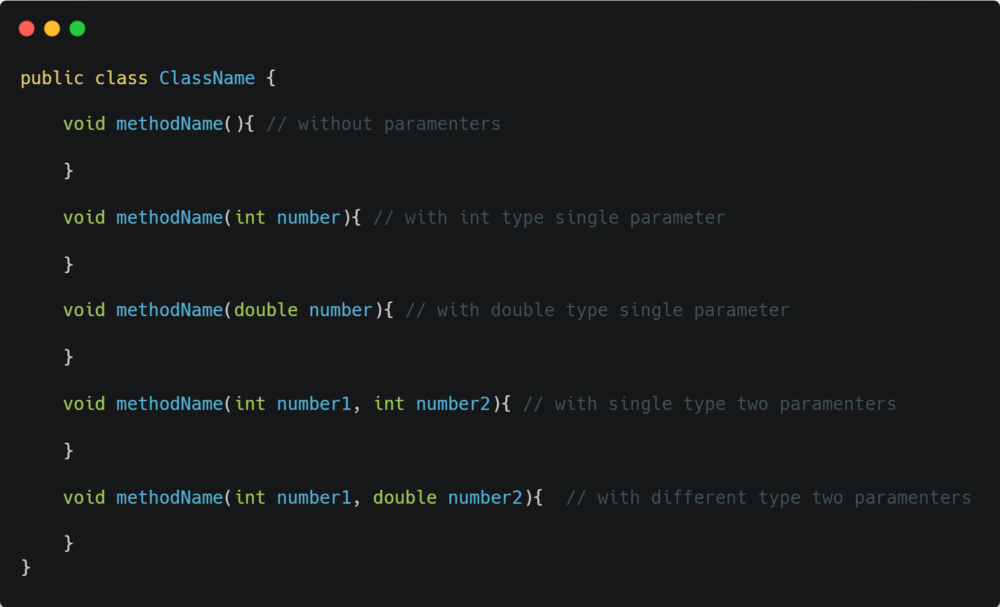 public class ClassName {
    void methodName(){ // without paramenters
    }
    void methodName(int number){ // with int type single parameter
    }
    void methodName(double number){ // with double type single parameter
    }
    void methodName(int number1, int number2){ // with single type two paramenters
    }
    void methodName(int number1, double number2){  // with different type two paramenters
    }
}